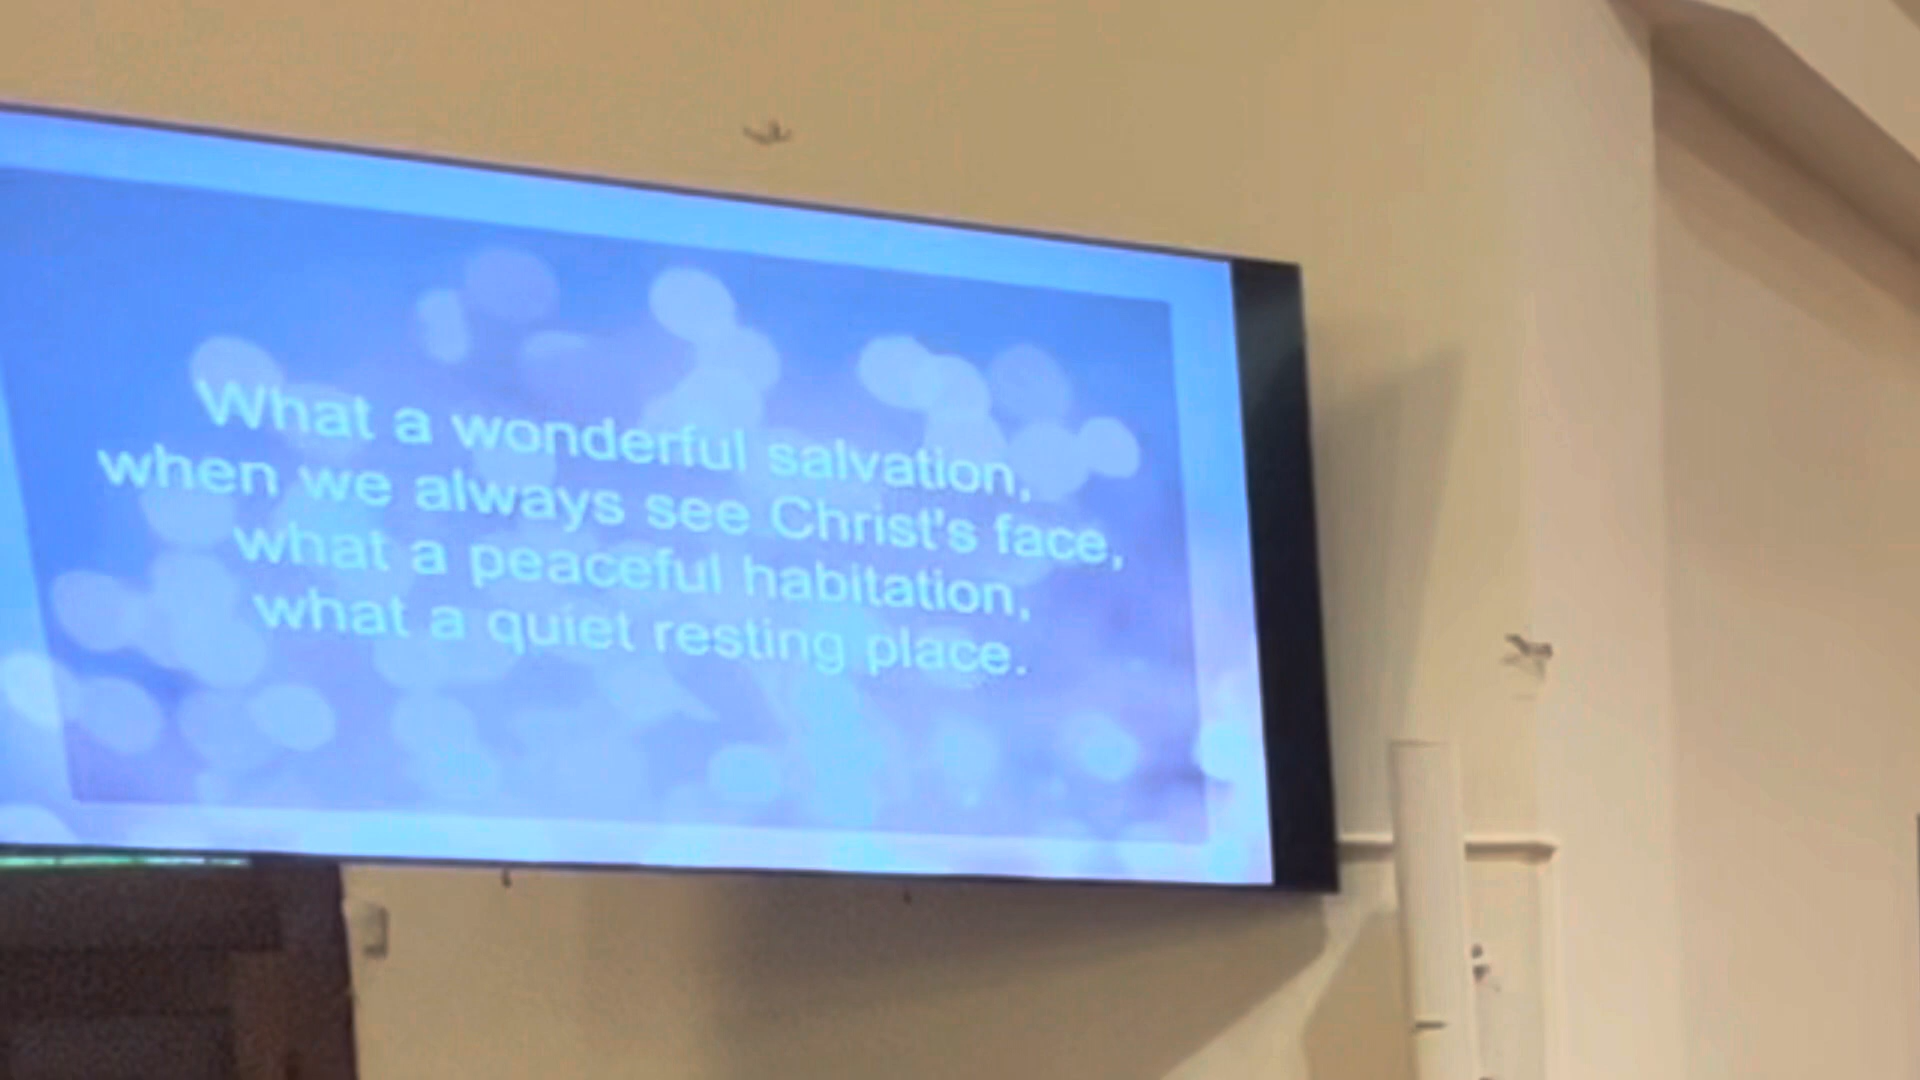 What a wonderful salvation,
when we always see Christ's face,
what a peaceful habitation,
what a quiet resting place.